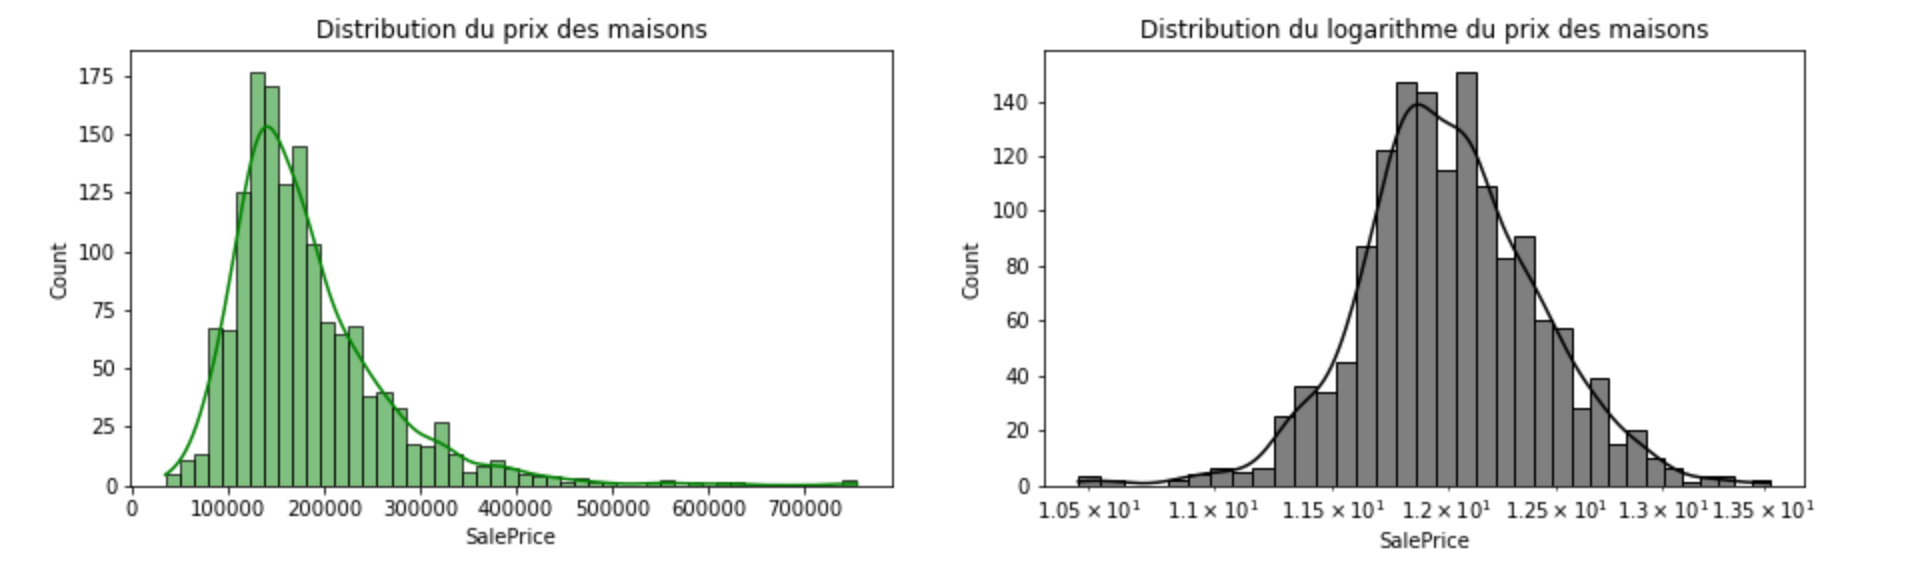 Distribution du prix des maisons
175
150
125
100
75
50
25
0
Count
0 100000 200000 300000 400000 500000 600000 7000000
SalePrice
Distribution du logarithme du prix des maisons
140
120
100
80
60
40
20
0
Count
1.05 × 10¹ 1.1 × 10¹ 1.15 × 10¹ 1.2 × 10¹ 1.25 × 10¹ 1.3 × 10¹ 1.35 × 10¹
SalePrice